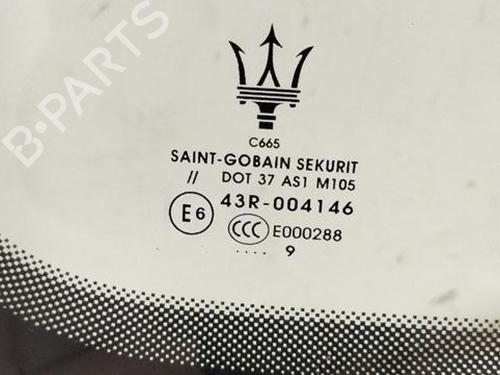 B-PARTS
C665
SAINT-GOBAIN SEKURIT
// DOT 37 AS1 M105
E6 43R-004146
CCC E000288
.... 9